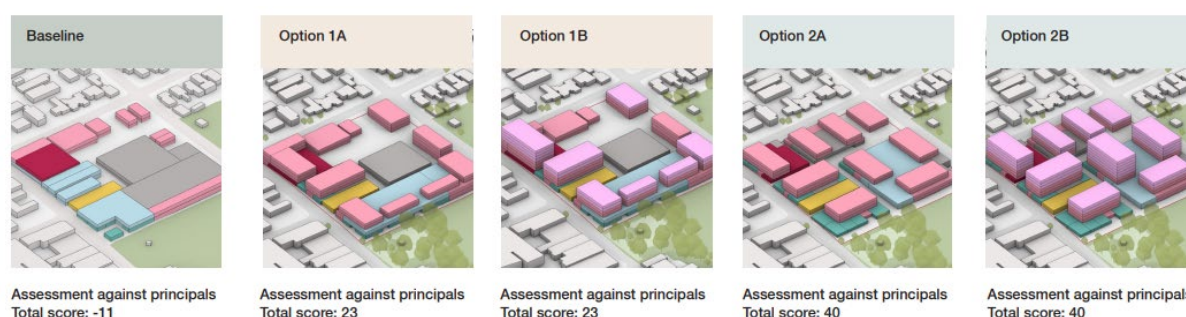 Baseline
Option 1A
Option 1B
Option 2A
Option 2B
Assessment against principals
Total score: -11
Assessment against principals
Total score: 23
Assessment against principals
Total score: 23
Assessment against principals
Total score: 40
Assessment against principals
Total score: 40